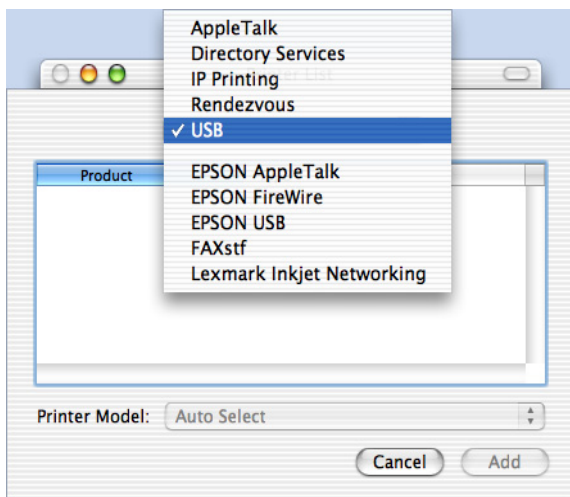 AppleTalk
Directory Services
IP Printing
Rendezvous
✓ USB
EPSON AppleTalk
EPSON FireWire
EPSON USB
FAXstf
Lexmark Inkjet Networking
Product
Printer Model: Auto Select
Cancel Add